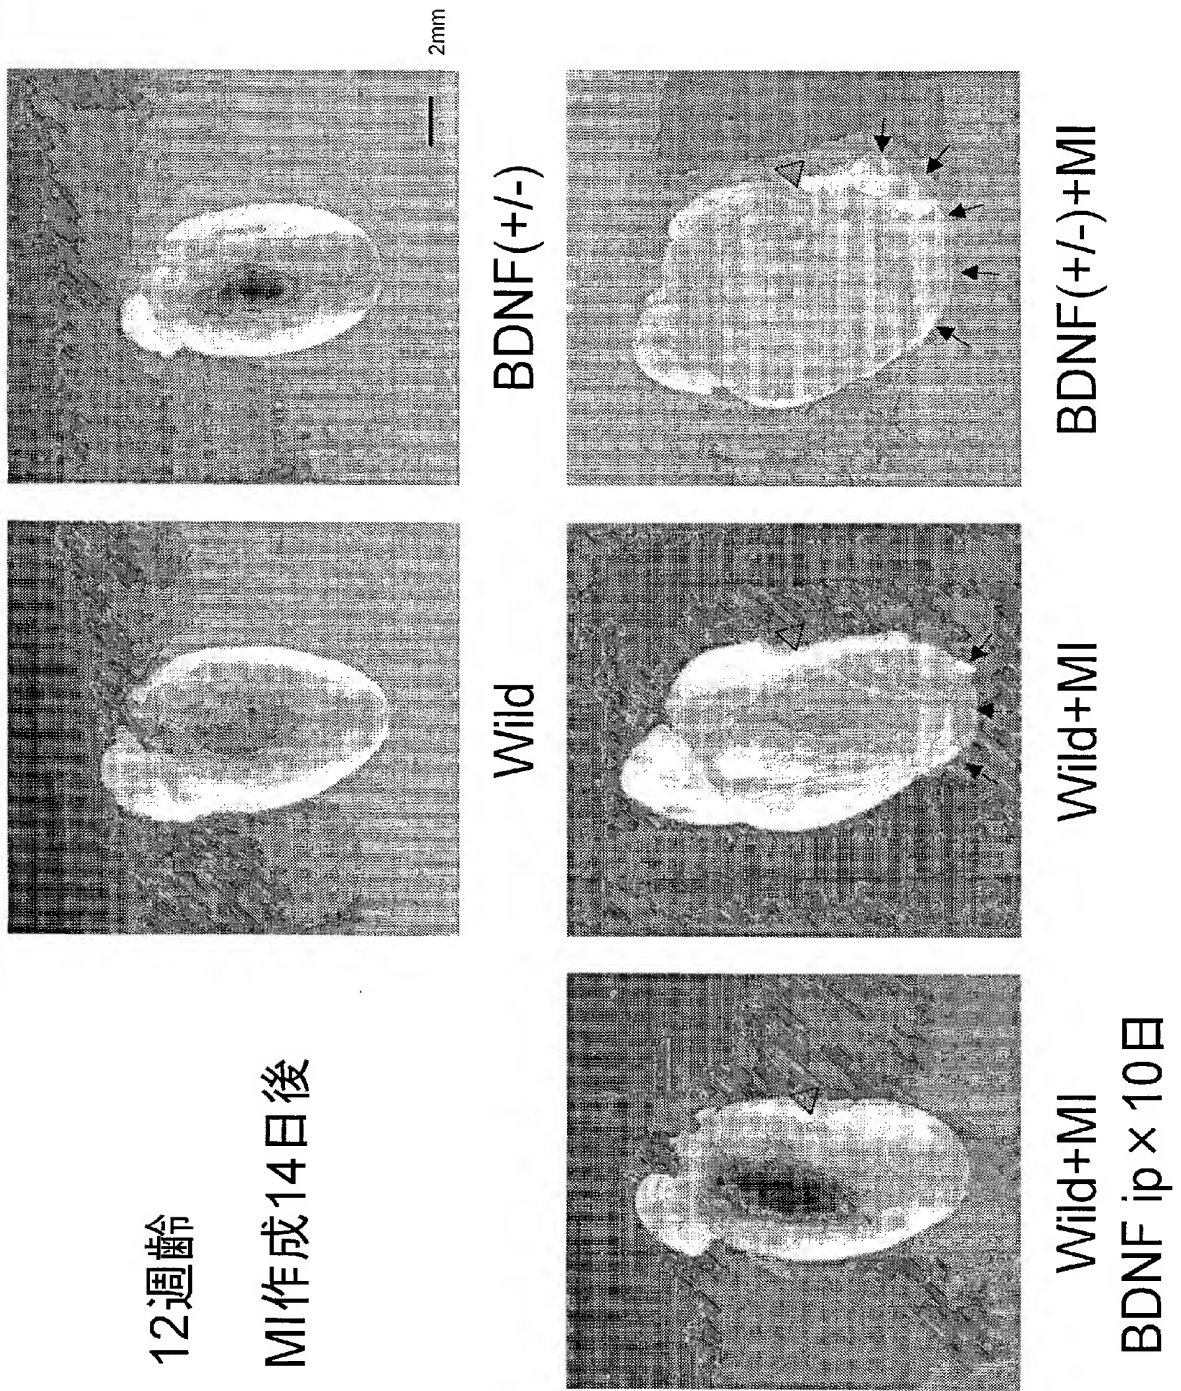 12週齢
MI作成14日後
Wild
BDNF(+/-)
2mm
Wild+MI
BDNF ip×10日
Wild+MI
BDNF(+/-)+MI